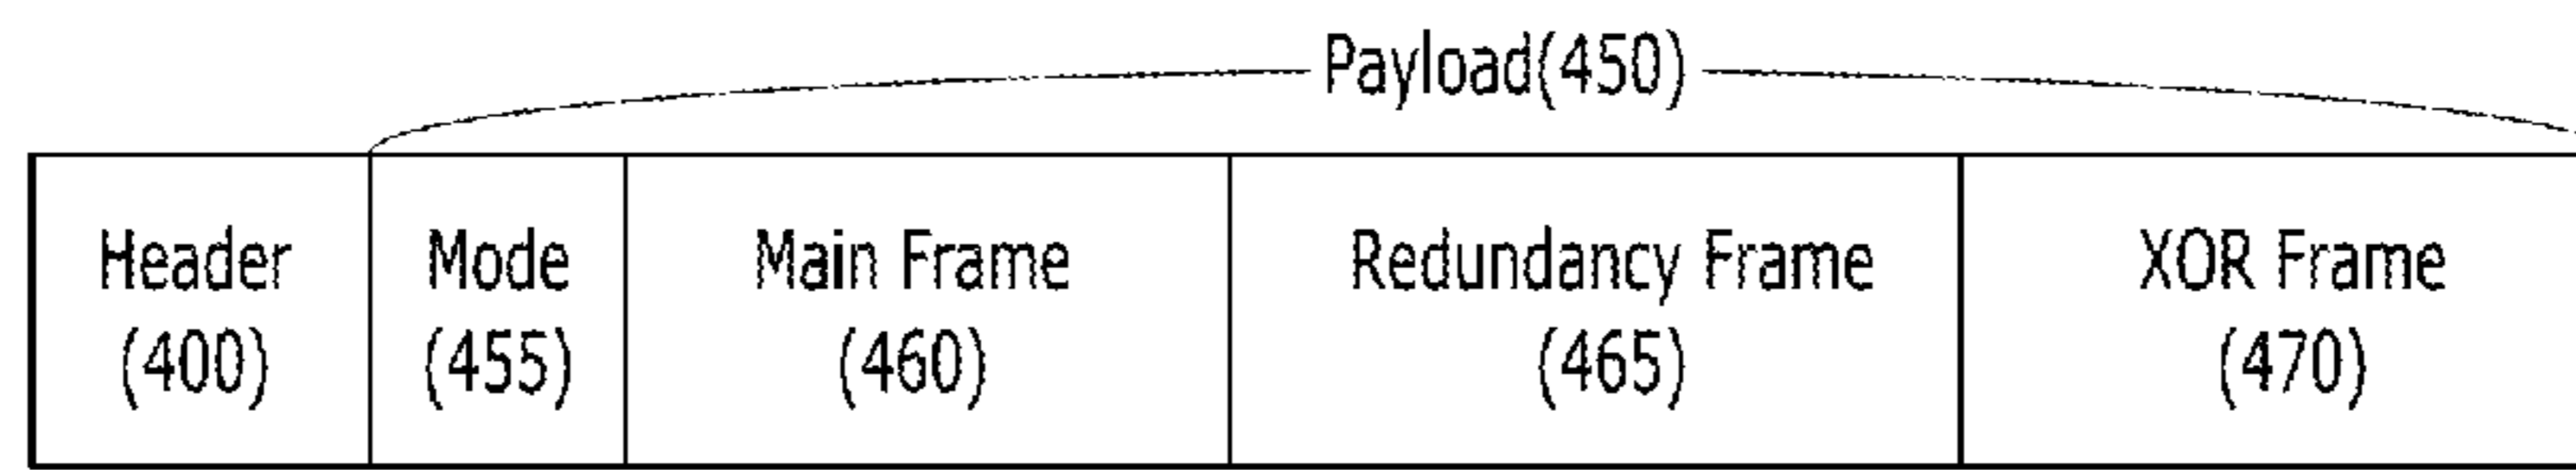 Payload(450)
Header
(400)
Mode
(455)
Main Frame
(460)
Redundancy Frame
(465)
XOR Frame
(470)